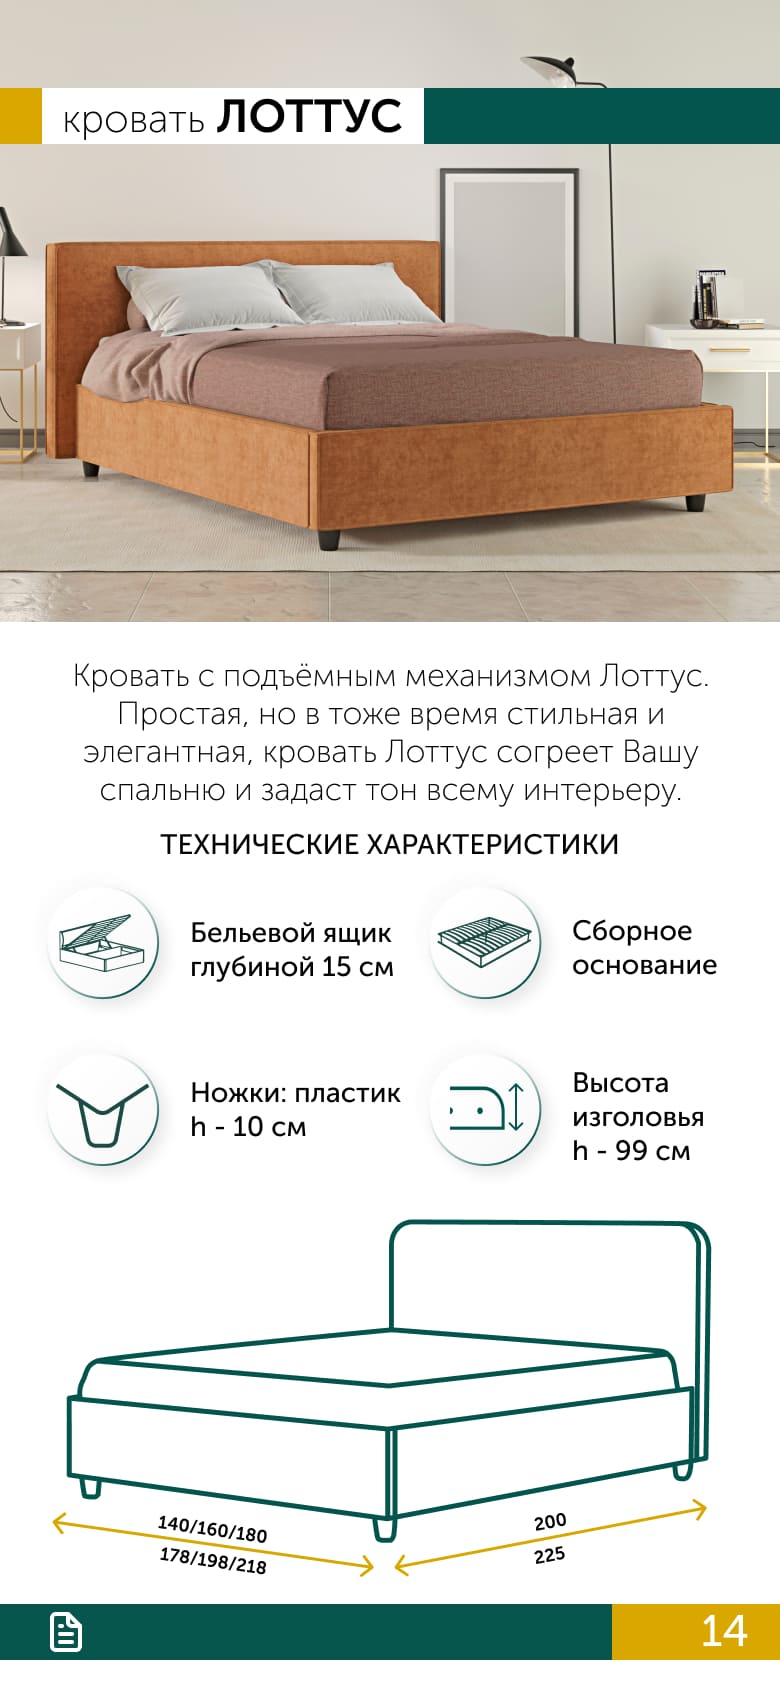 кровать ЛОТТУС
Кровать с подъёмным механизмом Лоттус.
Простая, но в тоже время стильная и
элегантная, кровать Лоттус согреет Вашу
спальню и задаст тон всему интерьеру.
ТЕХНИЧЕСКИЕ ХАРАКТЕРИСТИКИ
Бельевой ящик
глубиной 15 см
Сборное
основание
Ножки: пластик
h - 10 см
Высота
изголовья
h - 99 см
140/160/180
178/198/218
200
225
14